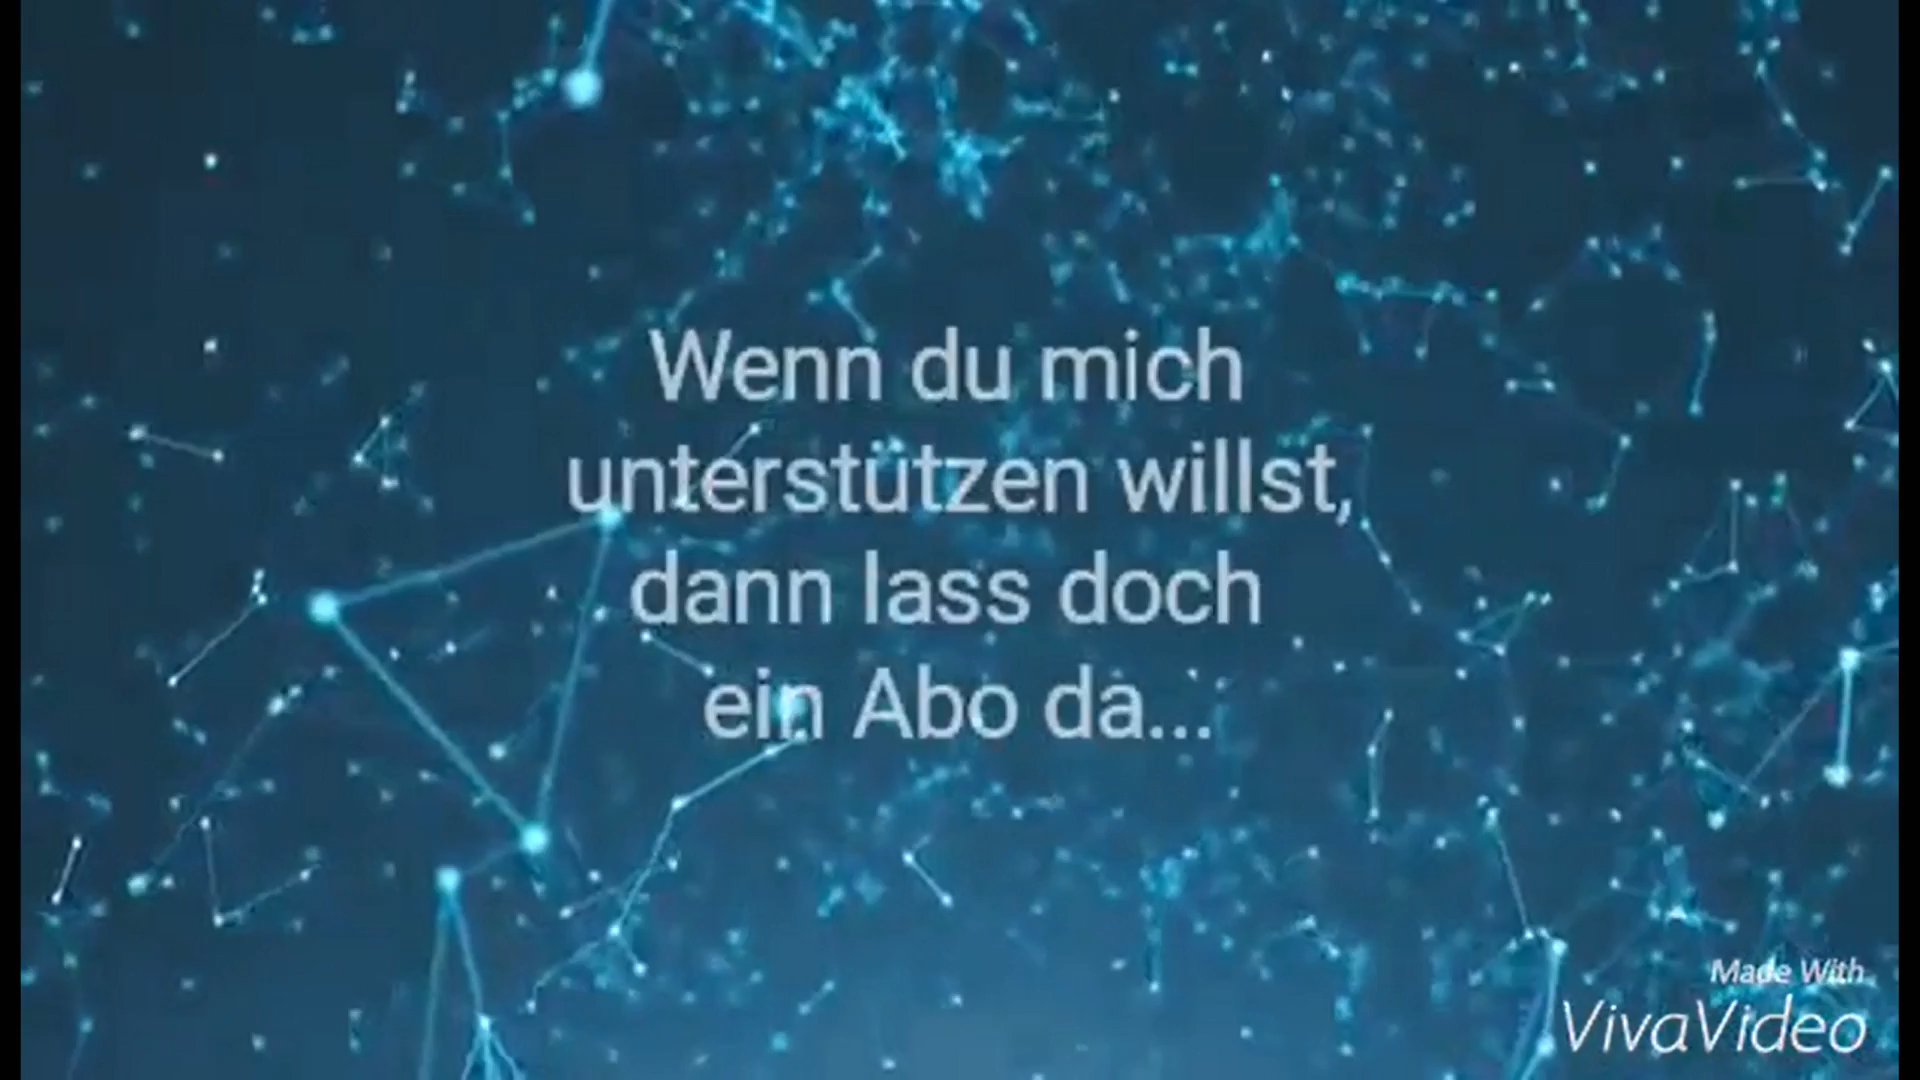 Wenn du mich
unterstützen willst,
dann lass doch
ein Abo da...
Made With
VivaVideo